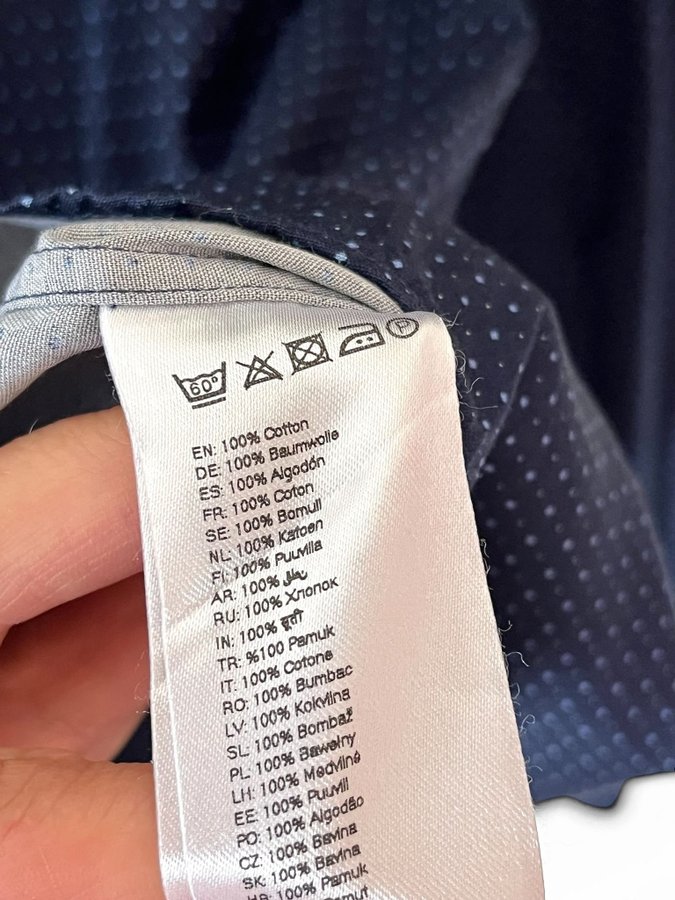 60°
P
EN: 100% Cotton
DE: 100% Baumwolle
ES: 100% Algodón
FR: 100% Coton
SE: 100% Bomull
NL: 100% Katoen
FI: 100% Puuvilla
AR: 100%
RU: 100% Хлопок
IN: 100%
TR: %100 Pamuk
IT: 100% Cotone
RO: 100% Bumbac
LV: 100% Kokvilna
SL: 100% Bombaž
PL: 100% Bawełny
LH: 100% Medvilnė
EE: 100% Puuvil
PO: 100% Algodão
CZ: 100% Bavlna
SK: 100% Bavlna
HR: 100% Pamuk